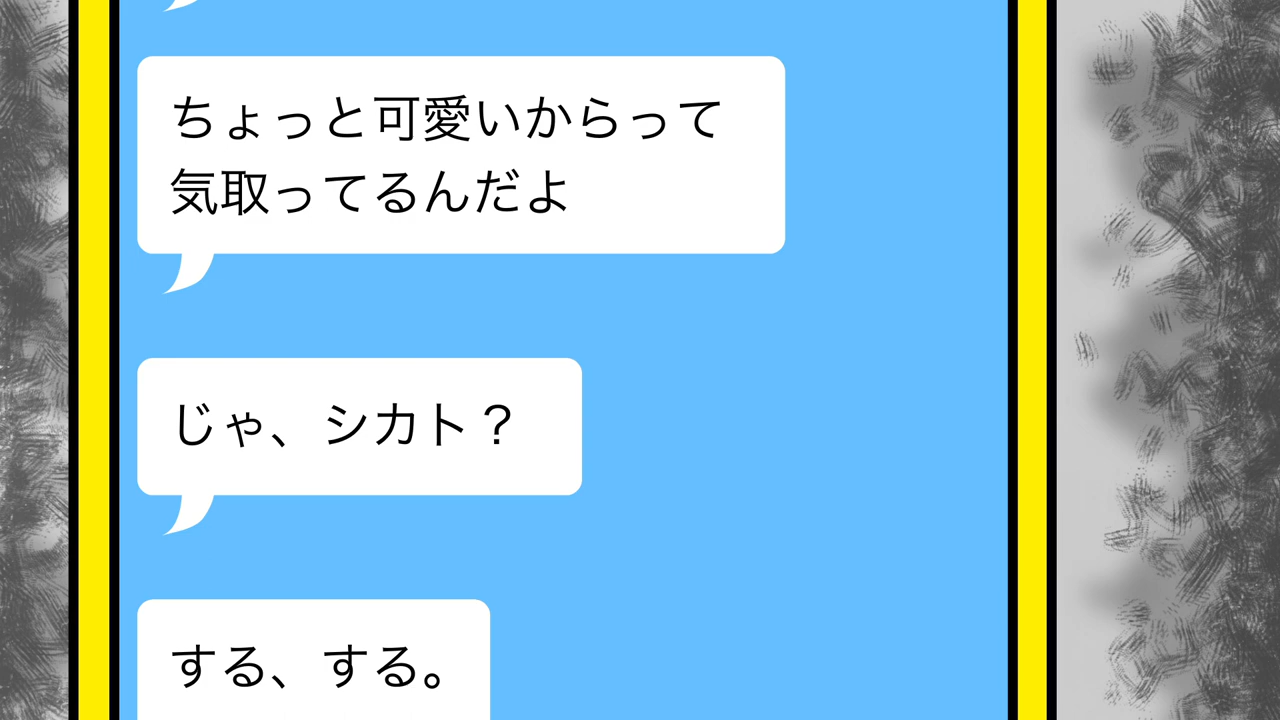 ちょっと可愛いからって
気取ってるんだよ
じゃ、シカト？
する、する。